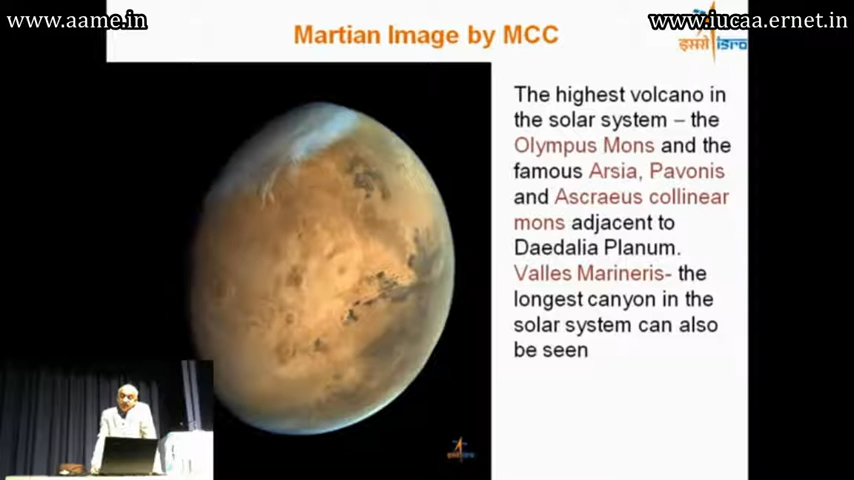 www.aame.in
www.iucaa.ernet.in
Martian Image by MCC
इसरो isro
The highest volcano in
the solar system – the
Olympus Mons and the
famous Arsia, Pavonis
and Ascraeus collinear
mons adjacent to
Daedalia Planum.
Valles Marineris- the
longest canyon in the
solar system can also
be seen